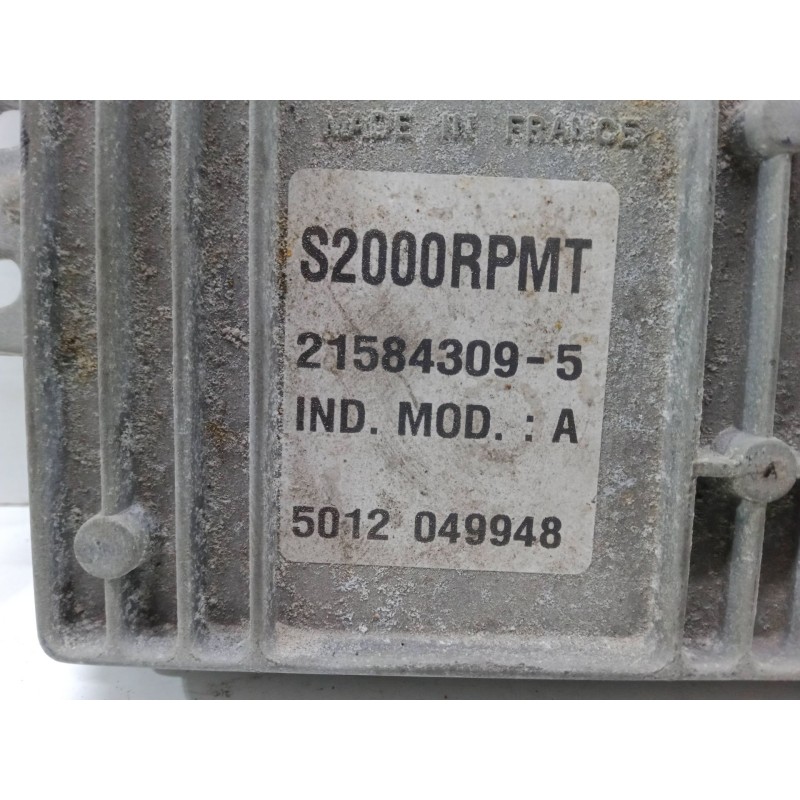 MADE IN FRANCE
S2000RPMT
21584309-5
IND. MOD. : A
5012 049948
A